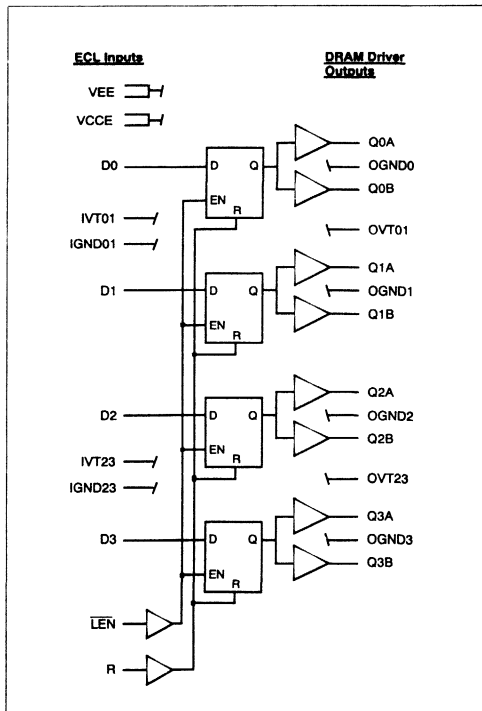 ECL Inputs
DRAM Driver
Outputs
VEE
VCCE
Q0A
D0
D
Q
OGND0
EN
Q0B
R
IVT01
OVT01
IGND01
Q1A
D1
D
Q
OGND1
EN
Q1B
R
Q2A
D2
D
Q
OGND2
EN
Q2B
R
IVT23
OVT23
IGND23
Q3A
D3
D
Q
OGND3
EN
Q3B
R
LEN
R